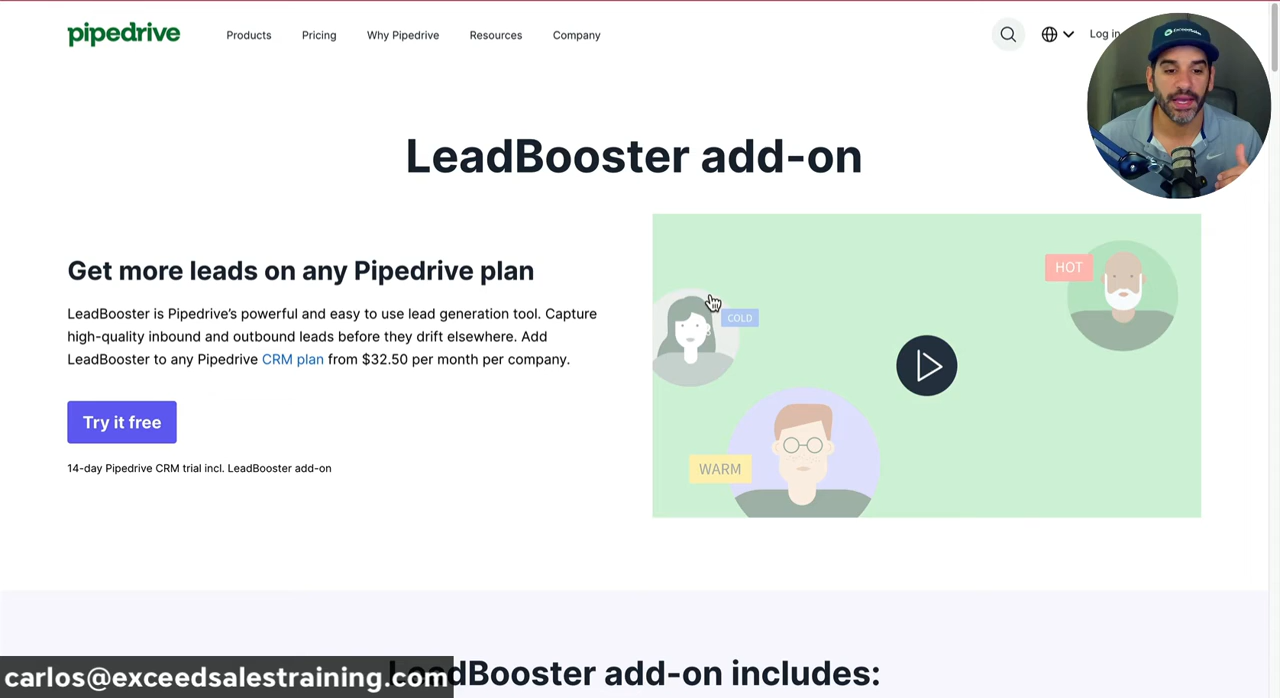 pipedrive
Products Pricing Why Pipedrive Resources Company
Log in
LeadBooster add-on
Get more leads on any Pipedrive plan
LeadBooster is Pipedrive's powerful and easy to use lead generation tool. Capture
high-quality inbound and outbound leads before they drift elsewhere. Add
LeadBooster to any Pipedrive CRM plan from $32.50 per month per company.
Try it free
14-day Pipedrive CRM trial incl. LeadBooster add-on
HOT
COLD
WARM
LeadBooster add-on includes:
carlos@exceedsalestraining.com